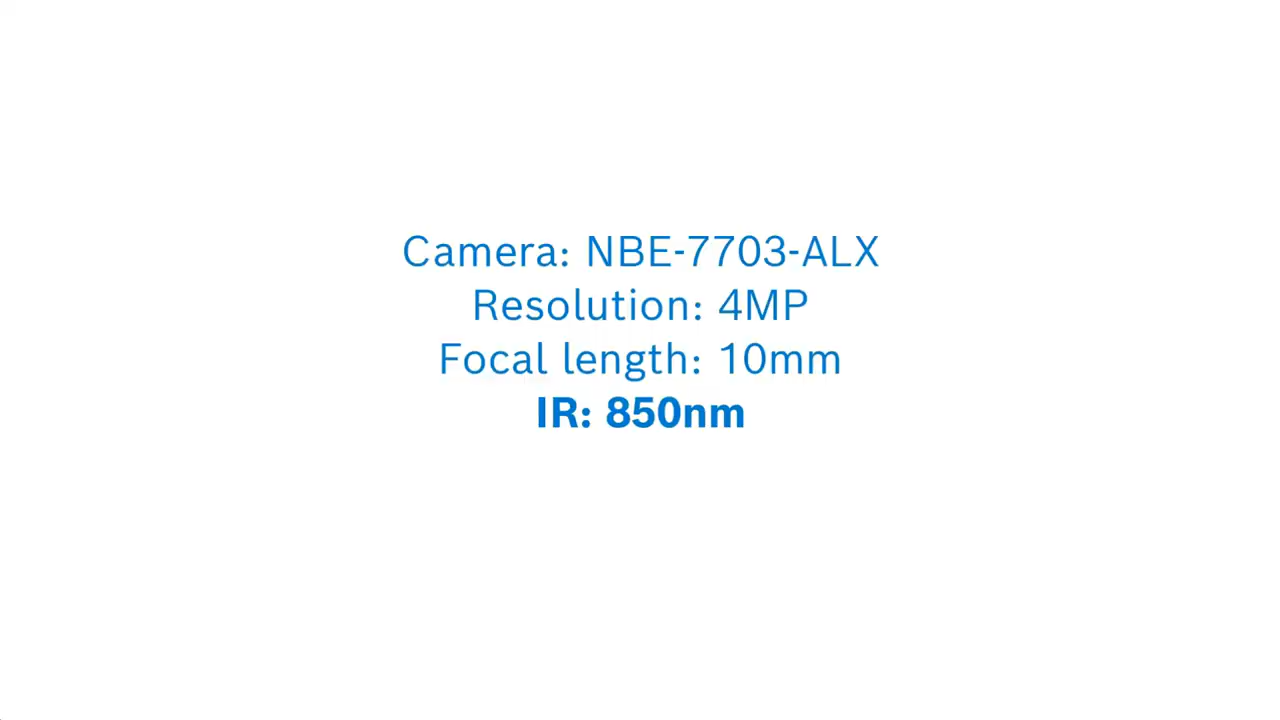 Camera: NBE-7703-ALX
Resolution: 4MP
Focal length: 10mm
IR: 850nm